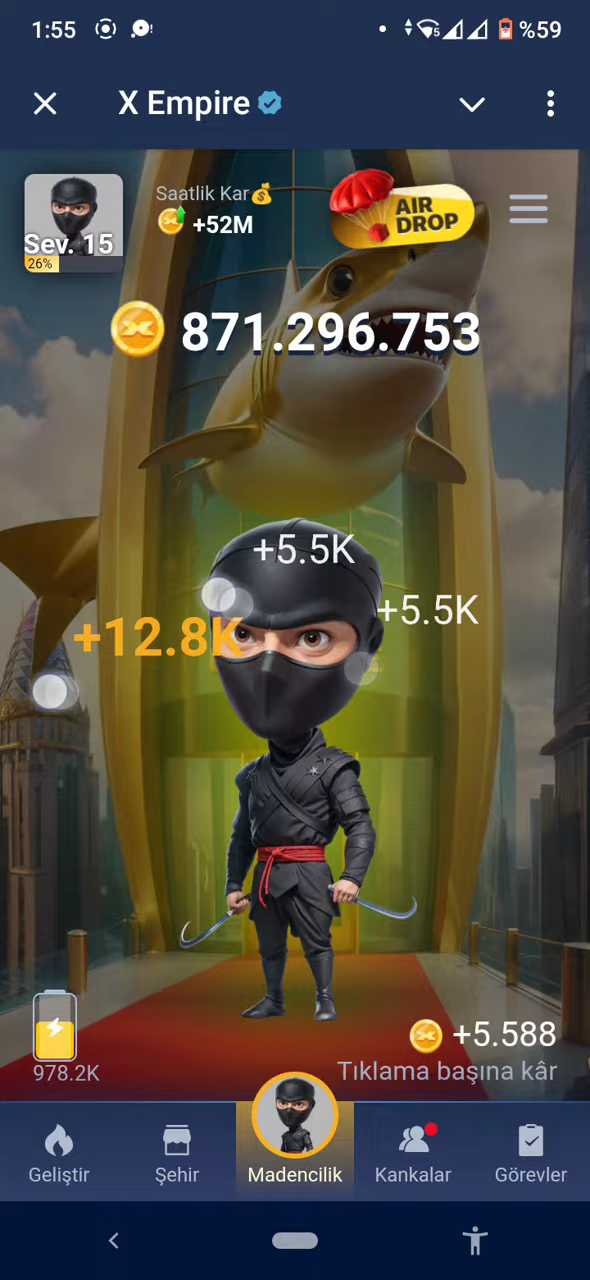 1:55
5
%59
X Empire
Saatlik Kar
+52M
AIR
DROP
Sev. 15
26%
871.296.753
+5.5K
+5.5K
+12.8K
+5.588
978.2K
Tıklama başına kâr
Geliştir
Şehir
Madencilik
Kankalar
Görevler